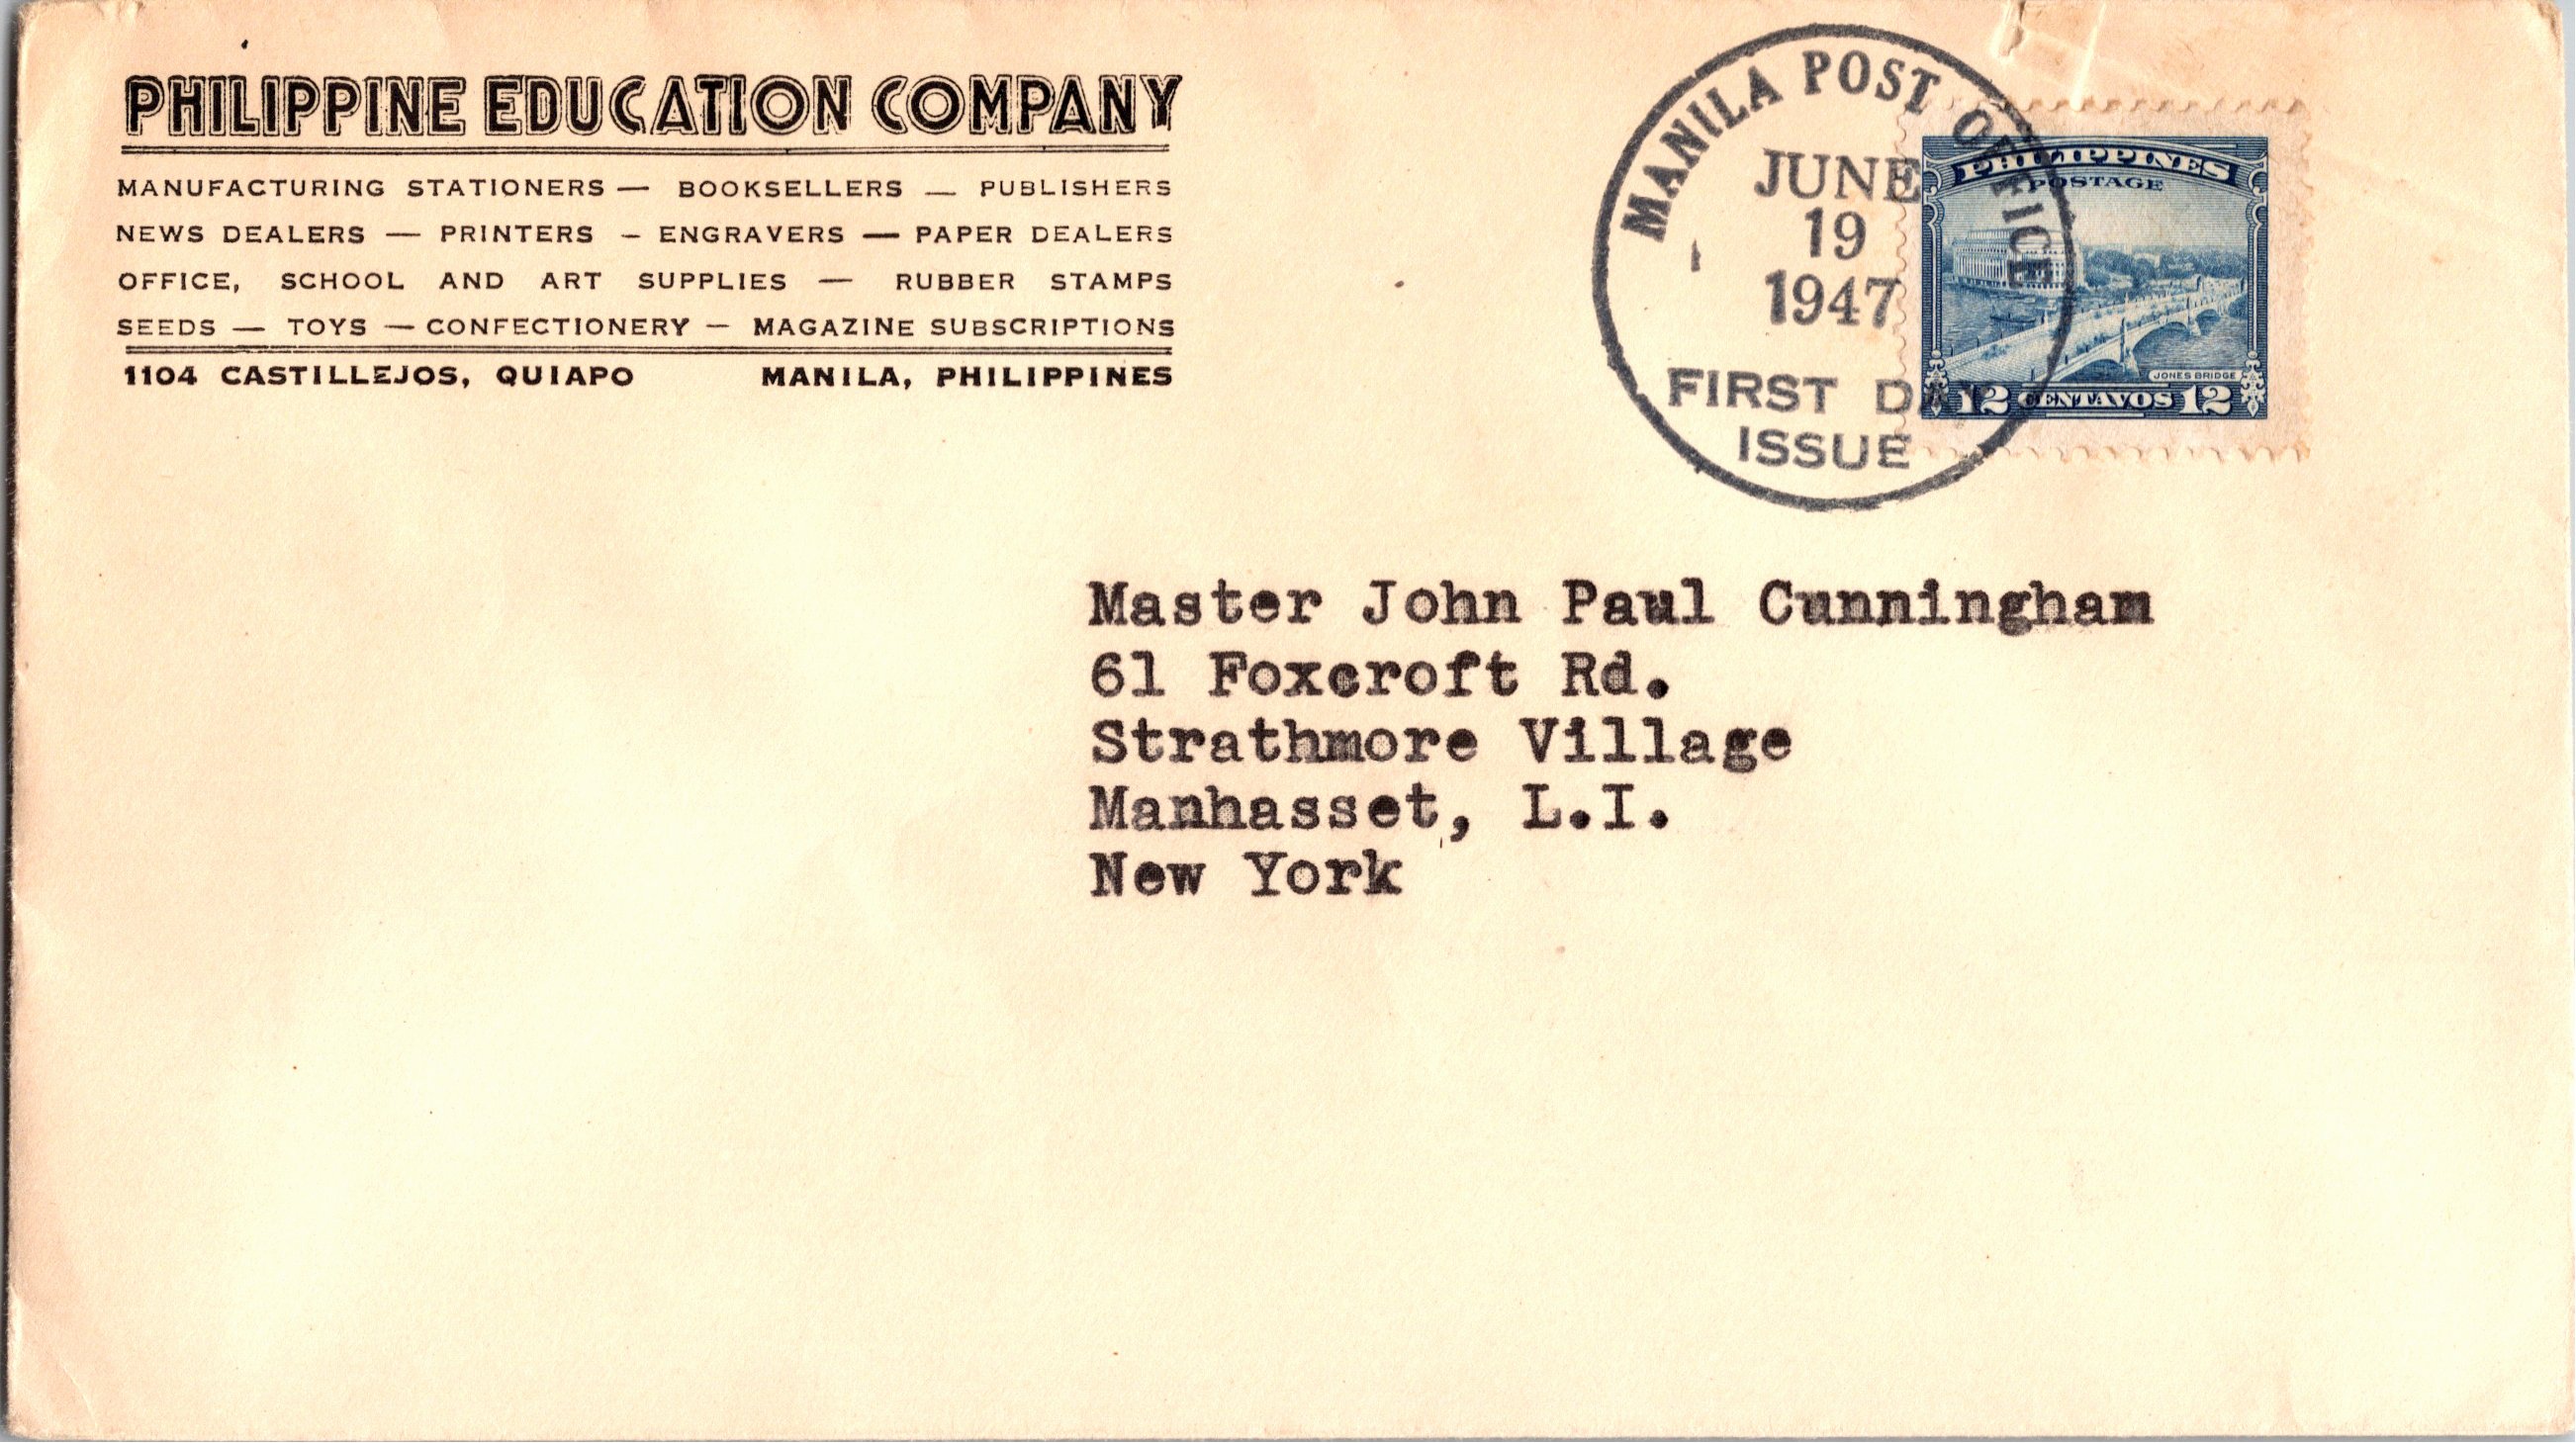 PHILIPPINE EDUCATION COMPANY
MANUFACTURING STATIONERS — BOOKSELLERS — PUBLISHERS
NEWS DEALERS — PRINTERS – ENGRAVERS — PAPER DEALERS
OFFICE, SCHOOL AND ART SUPPLIES — RUBBER STAMPS
SEEDS — TOYS — CONFECTIONERY — MAGAZINE SUBSCRIPTIONS
1104 CASTILLEJOS, QUIAPO MANILA, PHILIPPINES
MANILA POST OFFICE
JUNE
19
1947
FIRST DAY
ISSUE
PHILIPPINES
POSTAGE
JONES BRIDGE
12 CENTAVOS 12
Master John Paul Cunningham
61 Foxcroft Rd.
Strathmore Village
Manhasset, L.I.
New York